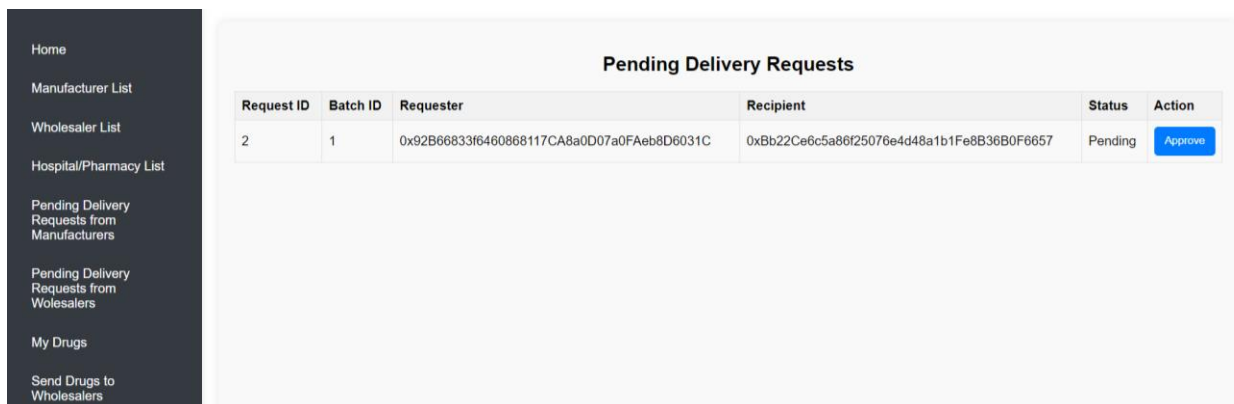 Home
Manufacturer List
Wholesaler List
Hospital/Pharmacy List
Pending Delivery
Requests from
Manufacturers
Pending Delivery
Requests from
Wolesalers
My Drugs
Send Drugs to
Wholesalers
Pending Delivery Requests
Request ID Batch ID Requester Recipient Status Action
2 1 0x92B66833f6460868117CA8a0D07a0FAeb8D6031C 0xBb22Ce6c5a86f25076e4d48a1b1Fe8B36B0F6657 Pending Approve